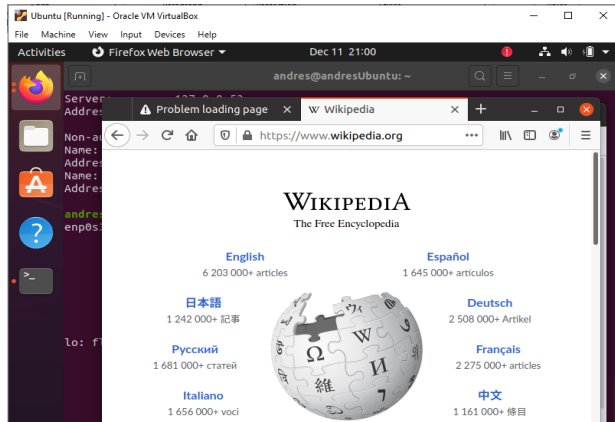 Ubuntu [Running] - Oracle VM VirtualBox
File Machine View Input Devices Help
Activities Firefox Web Browser Dec 11 21:00
andres@andresUbuntu: ~
Server:
Addres
Non-au
Name:
Addres
Name:
Addres
andres
enp0s3
lo: fl
Problem loading page
W Wikipedia
https://www.wikipedia.org
WIKIPEDIA
The Free Encyclopedia
English
6 203 000+ articles
Español
1 645 000+ artículos
日本語
1 242 000+ 記事
Deutsch
2 508 000+ Artikel
Русский
1 681 000+ статей
Français
2 275 000+ articles
Italiano
1 656 000+ voci
中文
1 161 000+ 條目
Ω
W
И
維
7